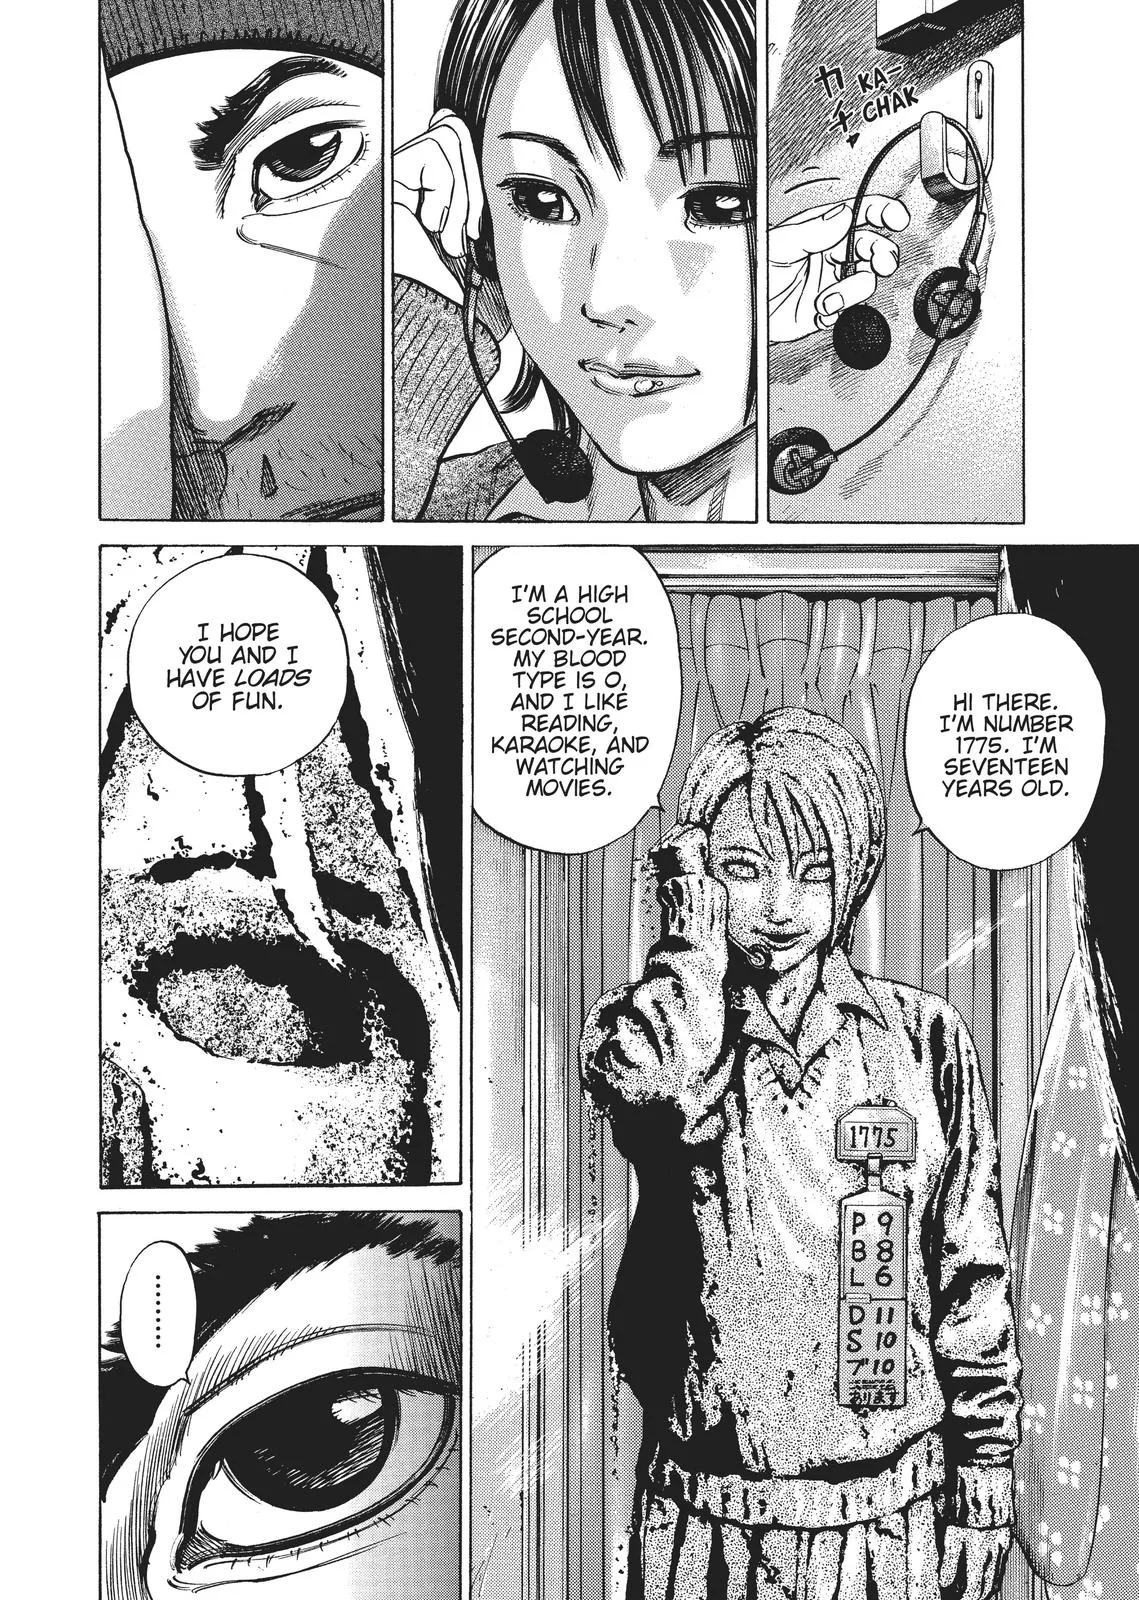 カチャ
KA-
CHAK
HI THERE.
I'M NUMBER
1775. I'M
SEVENTEEN
YEARS OLD.
I'M A HIGH
SCHOOL
SECOND-YEAR.
MY BLOOD
TYPE IS O,
AND I LIKE
READING,
KARAOKE, AND
WATCHING
MOVIES.
1775
P 9
B 8
L 6
D 11
S 10
ブ 10
I HOPE
YOU AND I
HAVE LOADS
OF FUN.
.........